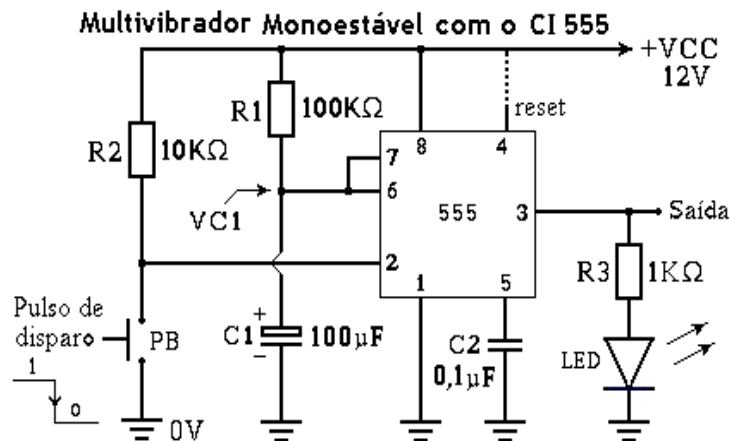 Multivibrador Monoestável com o CI 555
+VCC
12V
R1
100KΩ
reset
R2
10KΩ
8
4
7
6
VC1
555
3
Saída
2
R3
1KΩ
1
5
Pulso de
disparo
PB
C1
+
−
100µF
C2
0,1µF
LED
1
0
0V